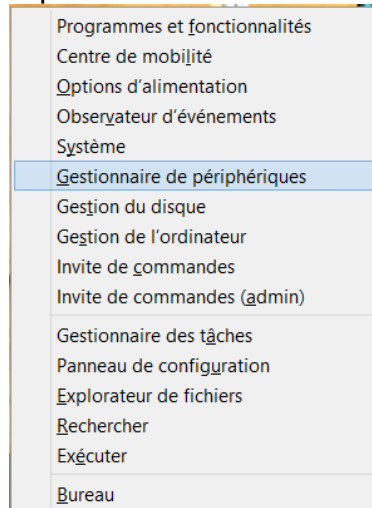 Programmes et fonctionnalités
Centre de mobilité
Options d'alimentation
Observateur d'événements
Système
Gestionnaire de périphériques
Gestion du disque
Gestion de l'ordinateur
Invite de commandes
Invite de commandes (admin)
Gestionnaire des tâches
Panneau de configuration
Explorateur de fichiers
Rechercher
Exécuter
Bureau